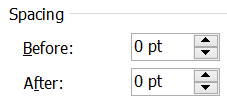 Spacing
Before: 0 pt
After: 0 pt